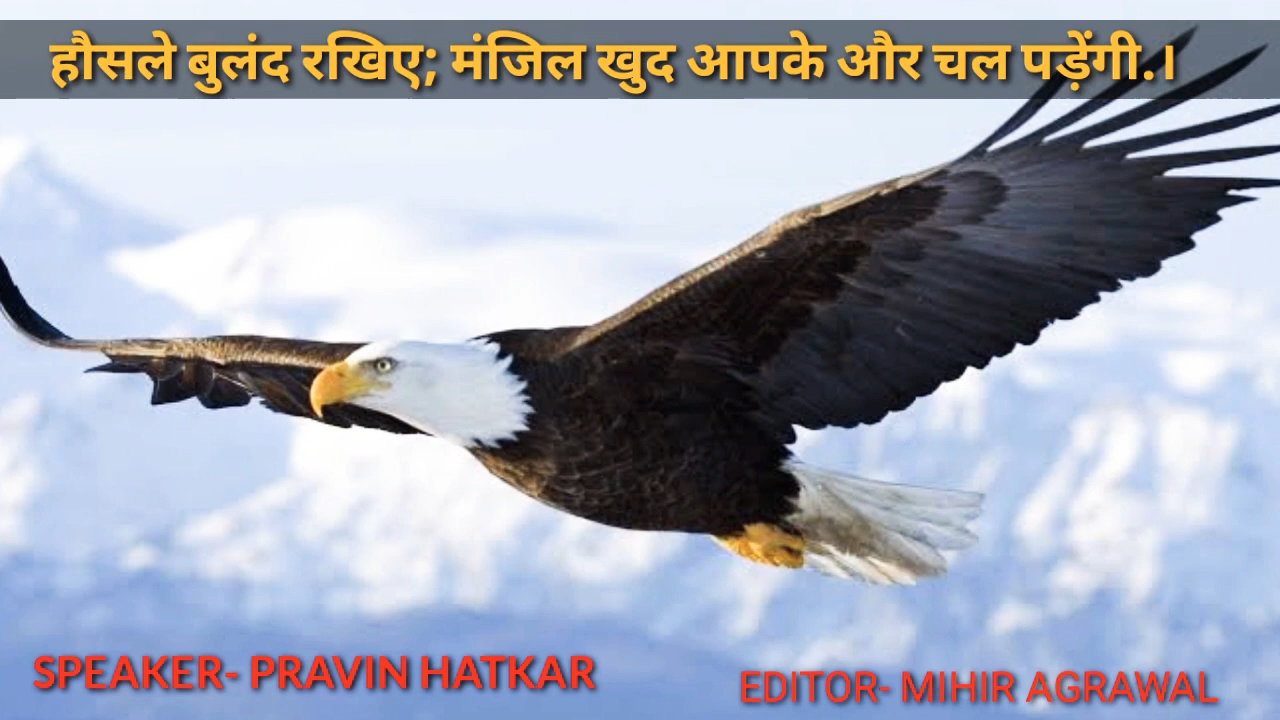 हौसले बुलंद रखिए; मंजिल खुद आपके और चल पड़ेंगी.।
SPEAKER- PRAVIN HATKAR
EDITOR- MIHIR AGRAWAL